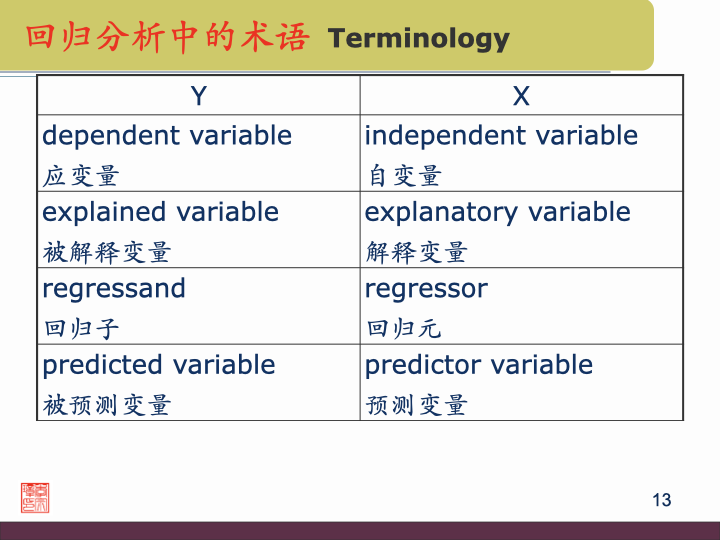 回归分析中的术语 Terminology
Y X
dependent variable independent variable
应变量 自变量
explained variable explanatory variable
被解释变量 解释变量
regressand regressor
回归子 回归元
predicted variable predictor variable
被预测变量 预测变量
13